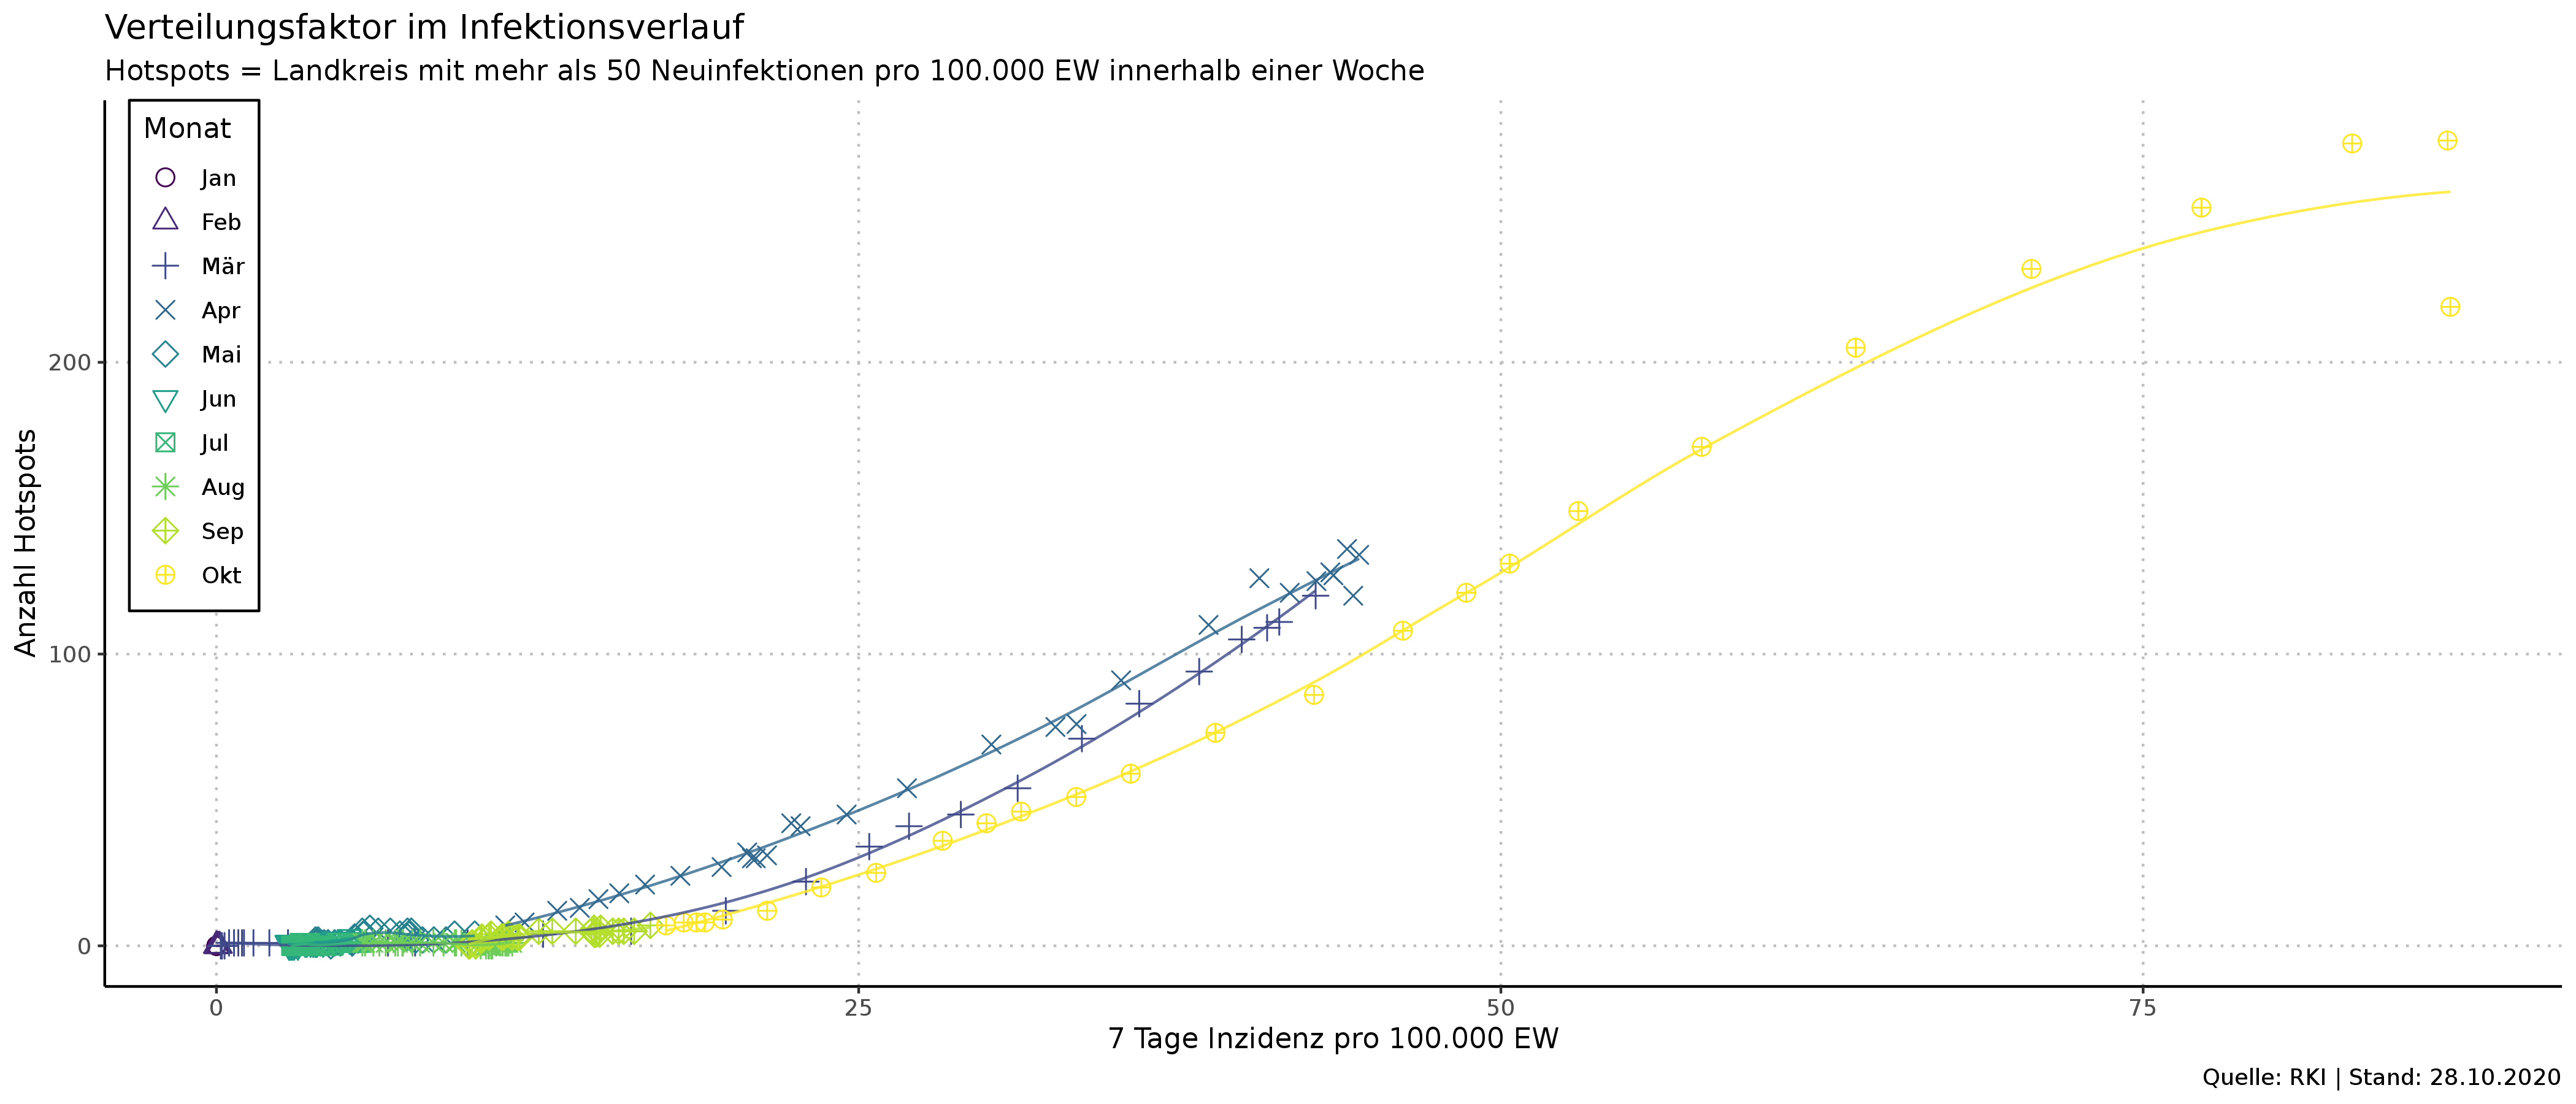 Verteilungsfaktor im Infektionsverlauf
Hotspots = Landkreis mit mehr als 50 Neuinfektionen pro 100.000 EW innerhalb einer Woche
Monat
Jan
Feb
Mär
Apr
Mai
Jun
Jul
Aug
Sep
Okt
Anzahl Hotspots
200
100
0
0
25
50
75
7 Tage Inzidenz pro 100.000 EW
Quelle: RKI | Stand: 28.10.2020